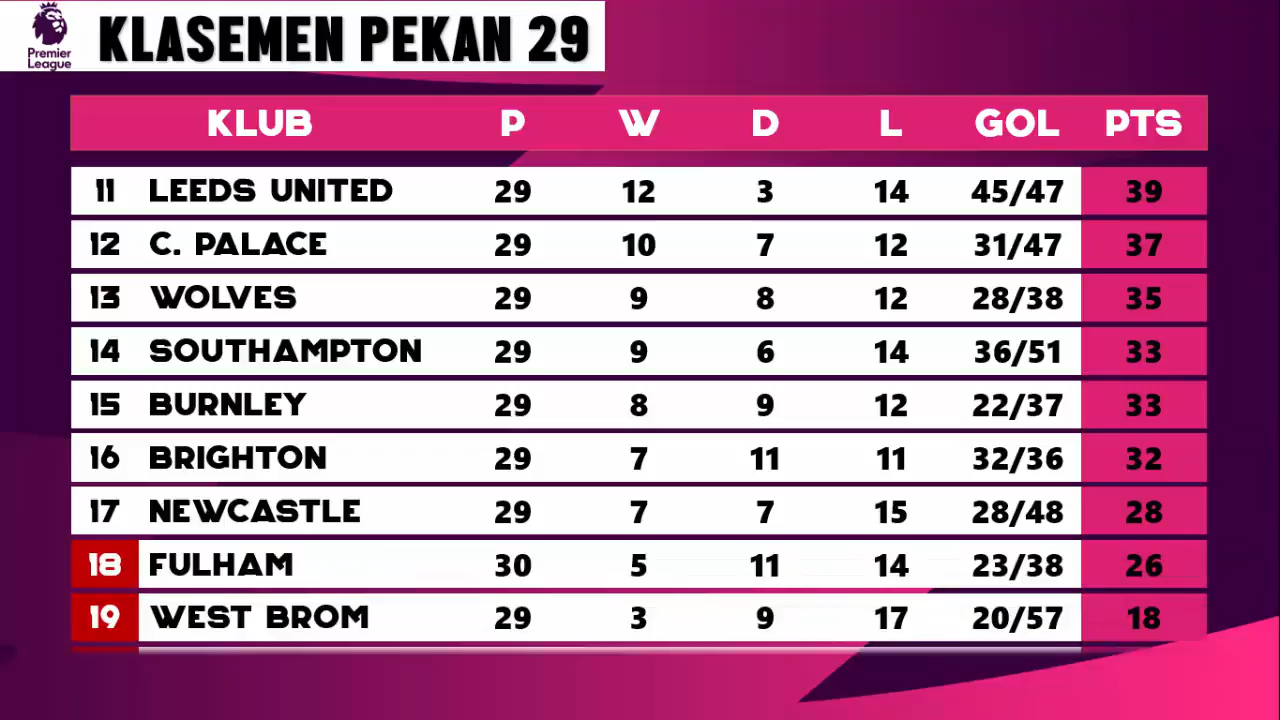 Premier League
KLASEMEN PEKAN 29
KLUB P W D L GOL PTS
11 LEEDS UNITED 29 12 3 14 45/47 39
12 C. PALACE 29 10 7 12 31/47 37
13 WOLVES 29 9 8 12 28/38 35
14 SOUTHAMPTON 29 9 6 14 36/51 33
15 BURNLEY 29 8 9 12 22/37 33
16 BRIGHTON 29 7 11 11 32/36 32
17 NEWCASTLE 29 7 7 15 28/48 28
18 FULHAM 30 5 11 14 23/38 26
19 WEST BROM 29 3 9 17 20/57 18